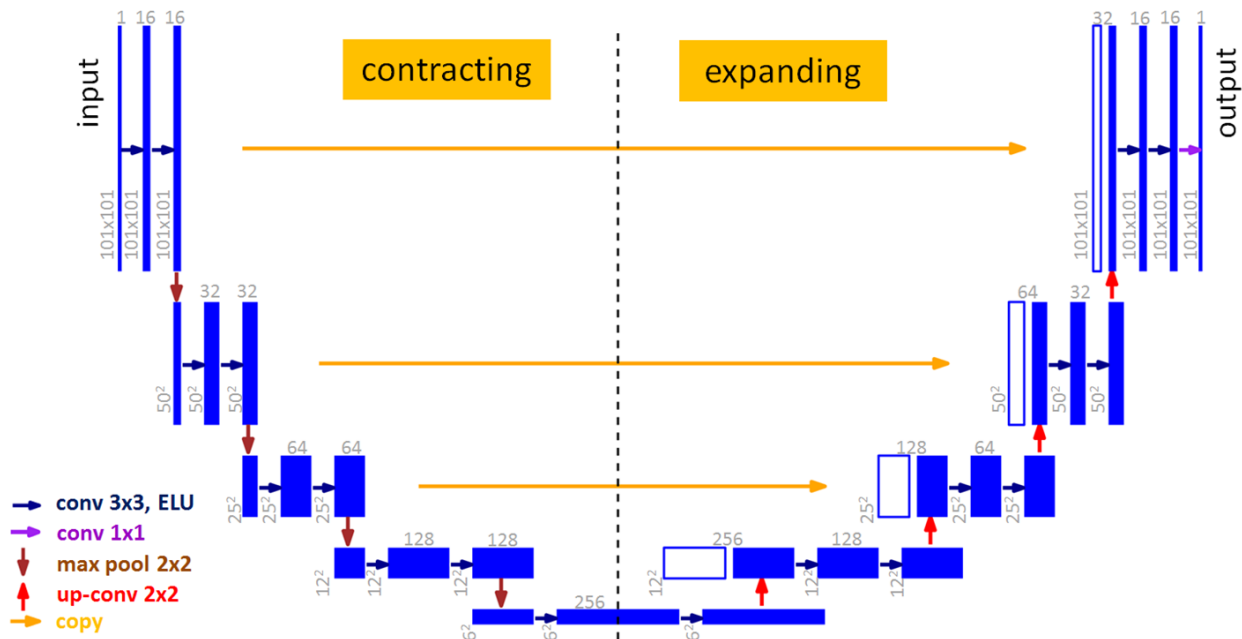 1 16 16
32 16 16 1
contracting
expanding
input
output
101x101 101x101 101x101
101x101 101x101 101x101 101x101
32 32
64 32
50² 50² 50²
50² 50² 50²
64 64
128 64
25² 25² 25²
25² 25² 25²
128 128
256 128
12² 12² 12²
12² 12² 12²
256
6² 6² 6²
conv 3x3, ELU
conv 1x1
max pool 2x2
up-conv 2x2
copy